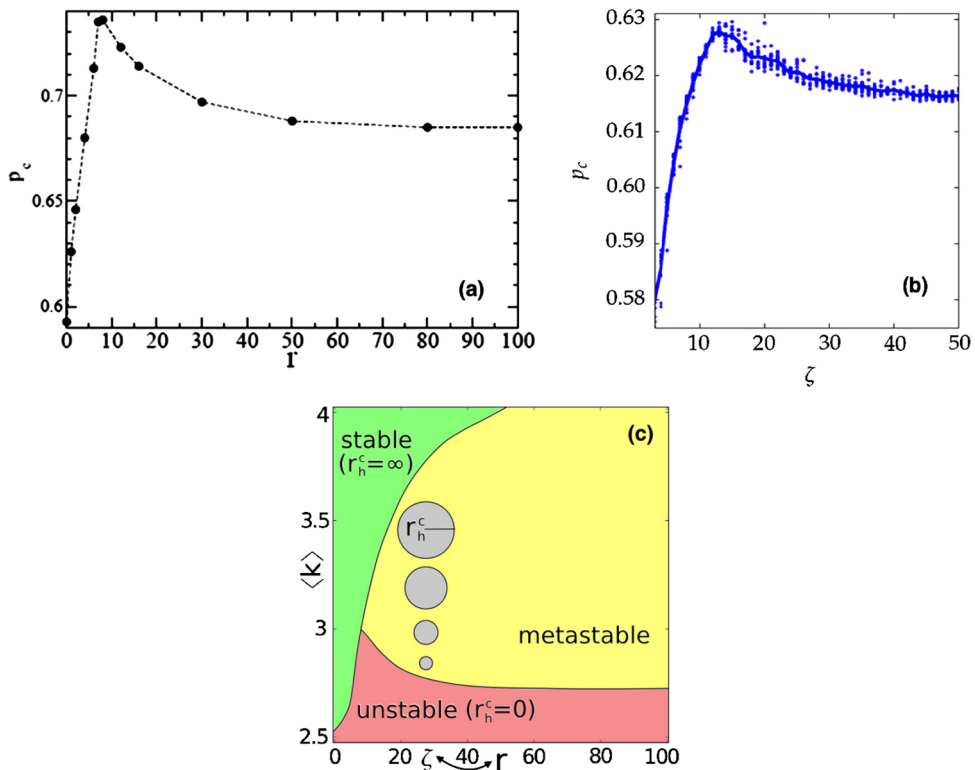 p_c
0.7
0.65
0.6
0 10 20 30 40 50 60 70 80 90 100
r
(a)
p_c
0.63
0.62
0.61
0.60
0.59
0.58
10 20 30 40 50
ζ
(b)
⟨k⟩
4
3.5
3
2.5
0 20 40 60 80 100
ζ r
(c)
stable
(r_h^c=∞)
r_h^c
metastable
unstable (r_h^c=0)